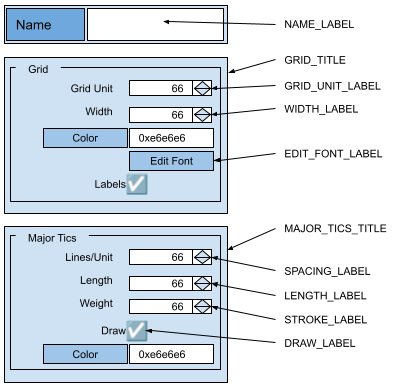 Name
NAME_LABEL
GRID_TITLE
Grid
Grid Unit 66
GRID_UNIT_LABEL
Width 66
WIDTH_LABEL
Color 0xe6e6e6
Edit Font
EDIT_FONT_LABEL
Labels
MAJOR_TICS_TITLE
Major Tics
Lines/Unit 66
SPACING_LABEL
Length 66
LENGTH_LABEL
Weight 66
STROKE_LABEL
Draw
DRAW_LABEL
Color 0xe6e6e6